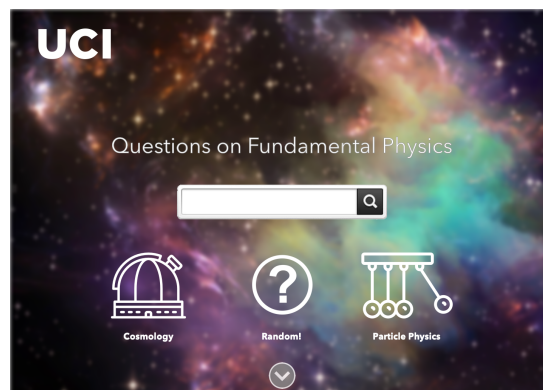 UCI
Questions on Fundamental Physics
?
Cosmology
Random!
Particle Physics